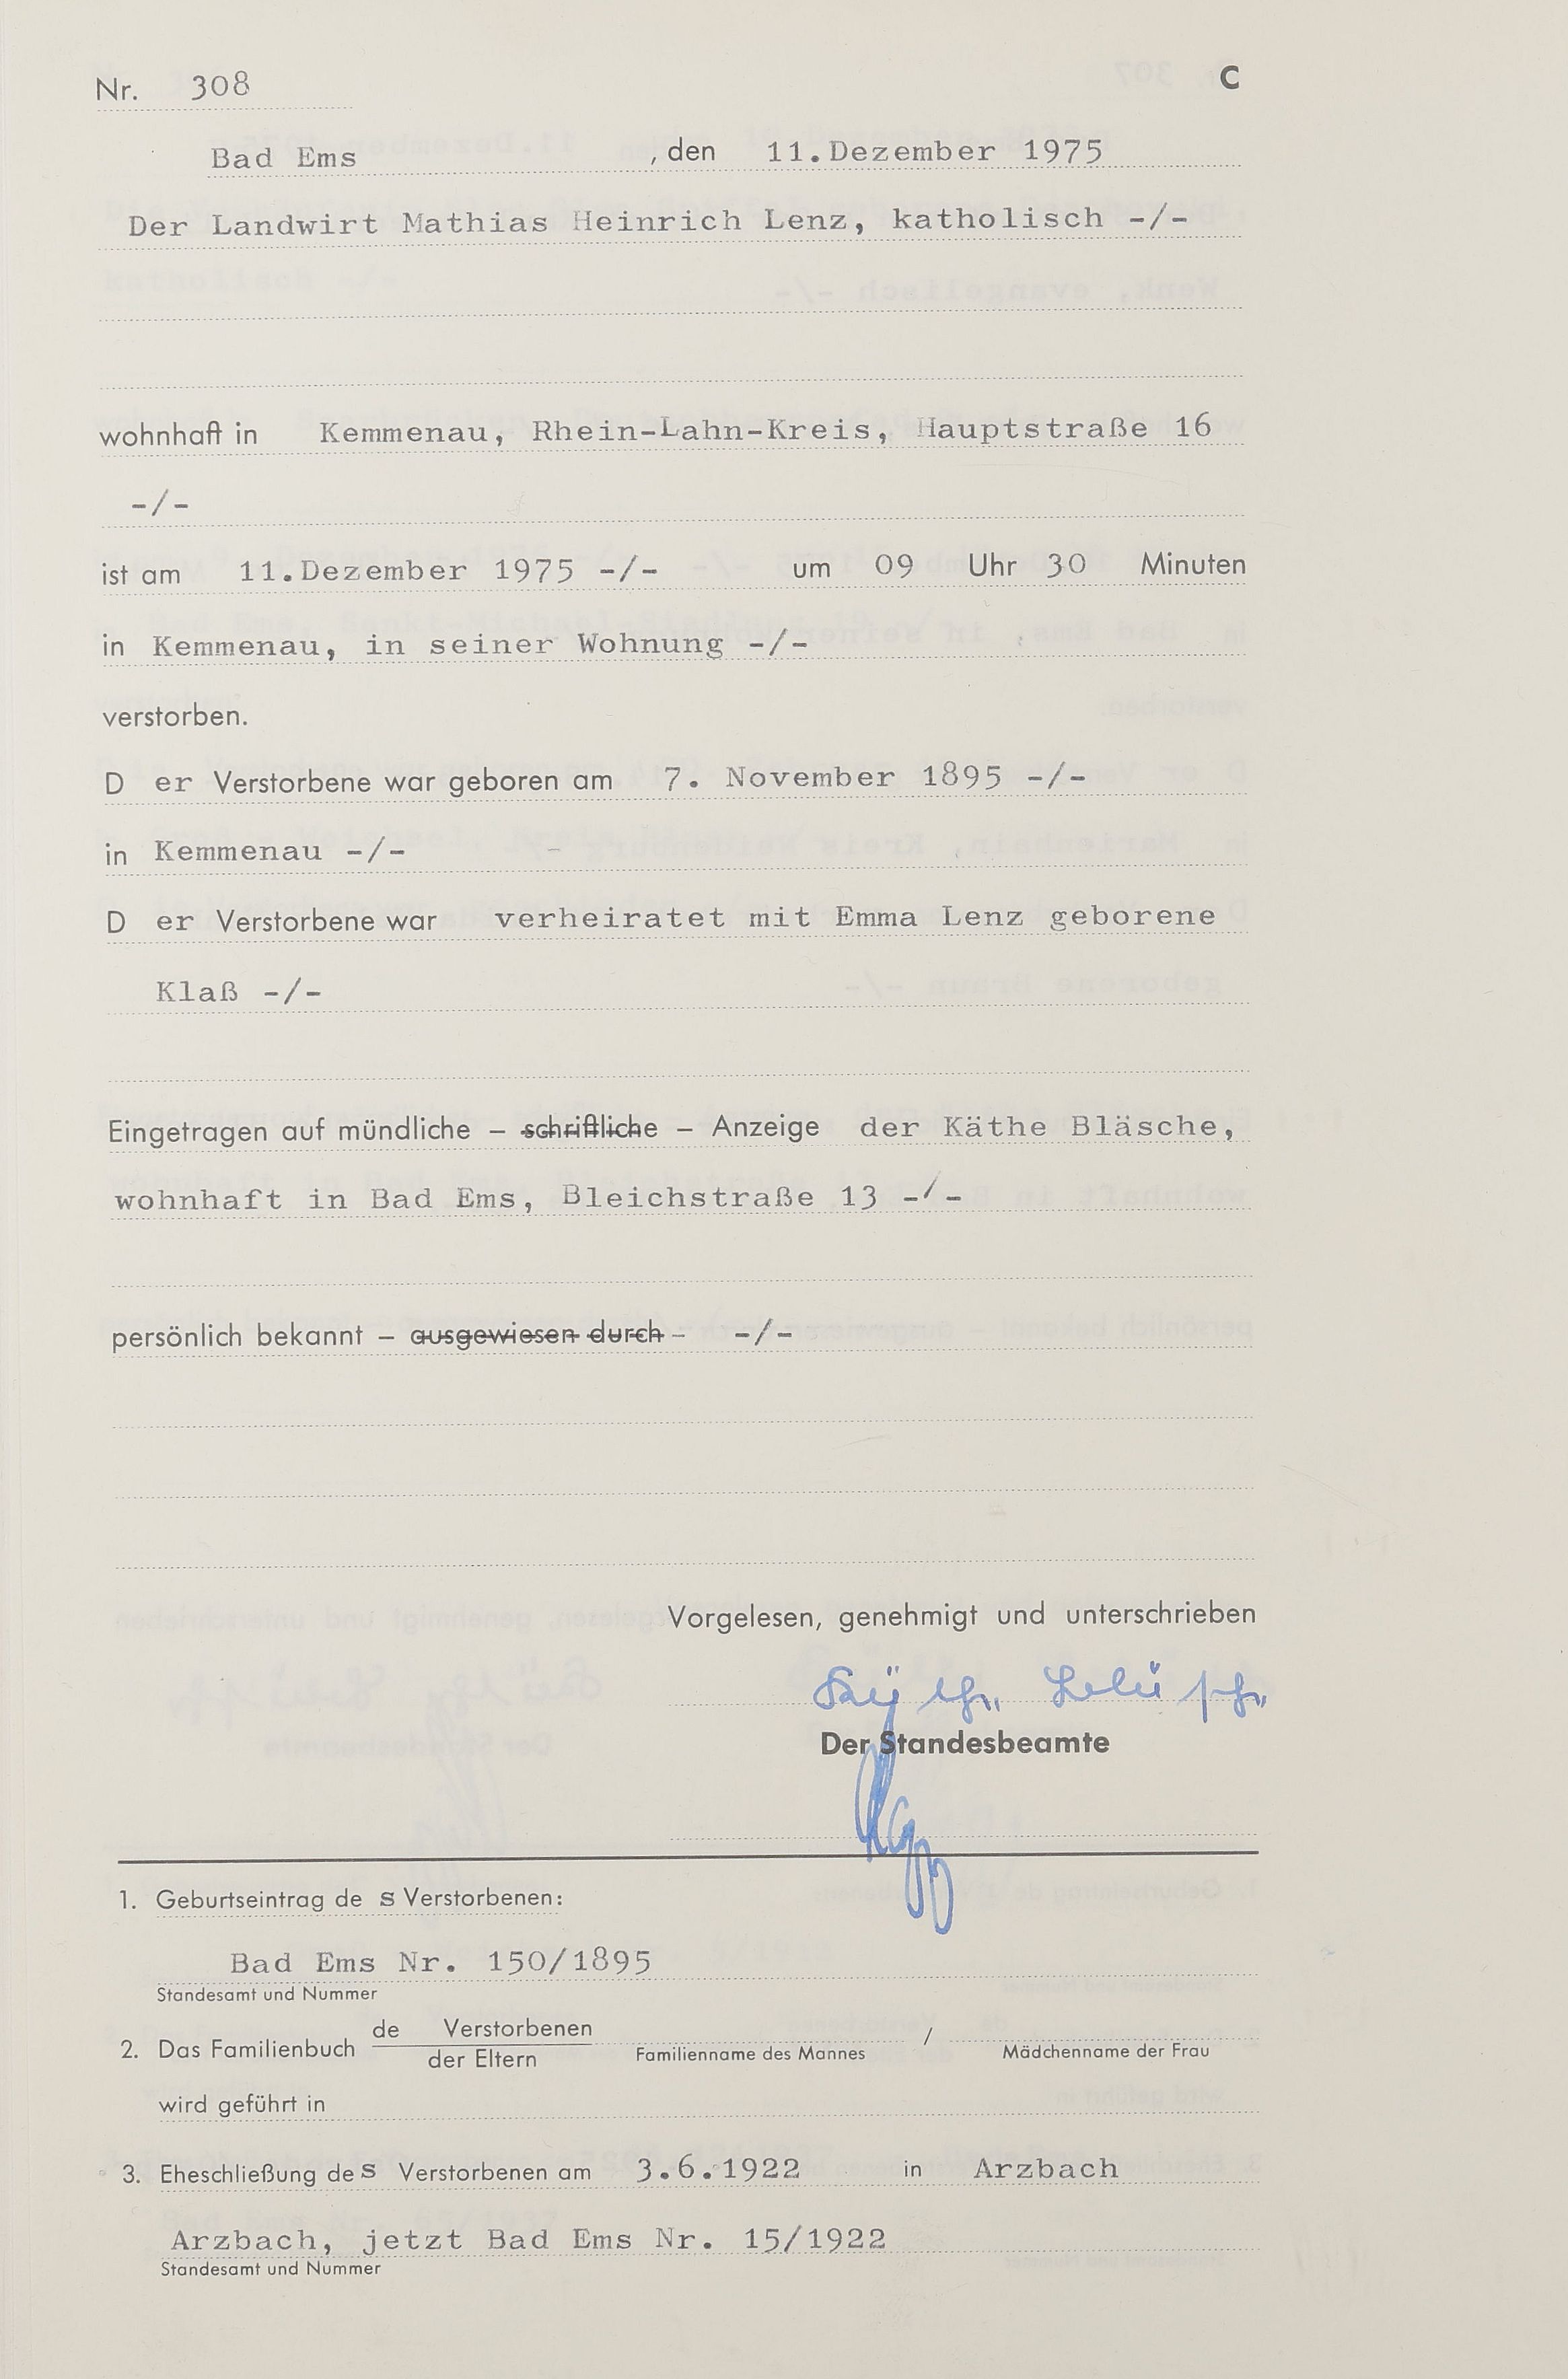 Nr. 308 C
Bad Ems , den 11.Dezember 1975
Der Landwirt Mathias Heinrich Lenz, katholisch -/-
wohnhaft in Kemmenau, Rhein-Lahn-Kreis, Hauptstraße 16
-/-
ist am 11.Dezember 1975 -/- um 09 Uhr 30 Minuten
in Kemmenau, in seiner Wohnung -/-
verstorben.
D er Verstorbene war geboren am 7. November 1895 -/-
in Kemmenau -/-
D er Verstorbene war verheiratet mit Emma Lenz geborene
Klaß -/-
Eingetragen auf mündliche – schriftliche – Anzeige der Käthe Bläsche,
wohnhaft in Bad Ems, Bleichstraße 13 -/-
persönlich bekannt – ausgewiesen durch – -/-
Vorgelesen, genehmigt und unterschrieben
Käthe Bläsche
Der Standesbeamte
1. Geburtseintrag de s Verstorbenen:
Bad Ems Nr. 150/1895
Standesamt und Nummer
2. Das Familienbuch de Verstorbenen /
der Eltern Familienname des Mannes Mädchenname der Frau
wird geführt in
3. Eheschließung des Verstorbenen am 3.6.1922 in Arzbach
Arzbach, jetzt Bad Ems Nr. 15/1922
Standesamt und Nummer